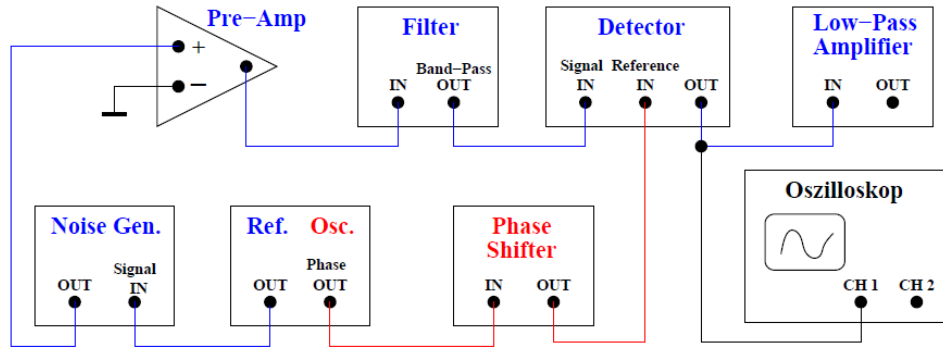 Pre−Amp
+
−
Filter
Band−Pass
IN OUT
Detector
Signal Reference
IN IN OUT
Low−Pass
Amplifier
IN OUT
Noise Gen.
Signal
OUT IN
Ref. Osc.
Phase
OUT OUT
Phase
Shifter
IN OUT
Oszilloskop
CH 1 CH 2